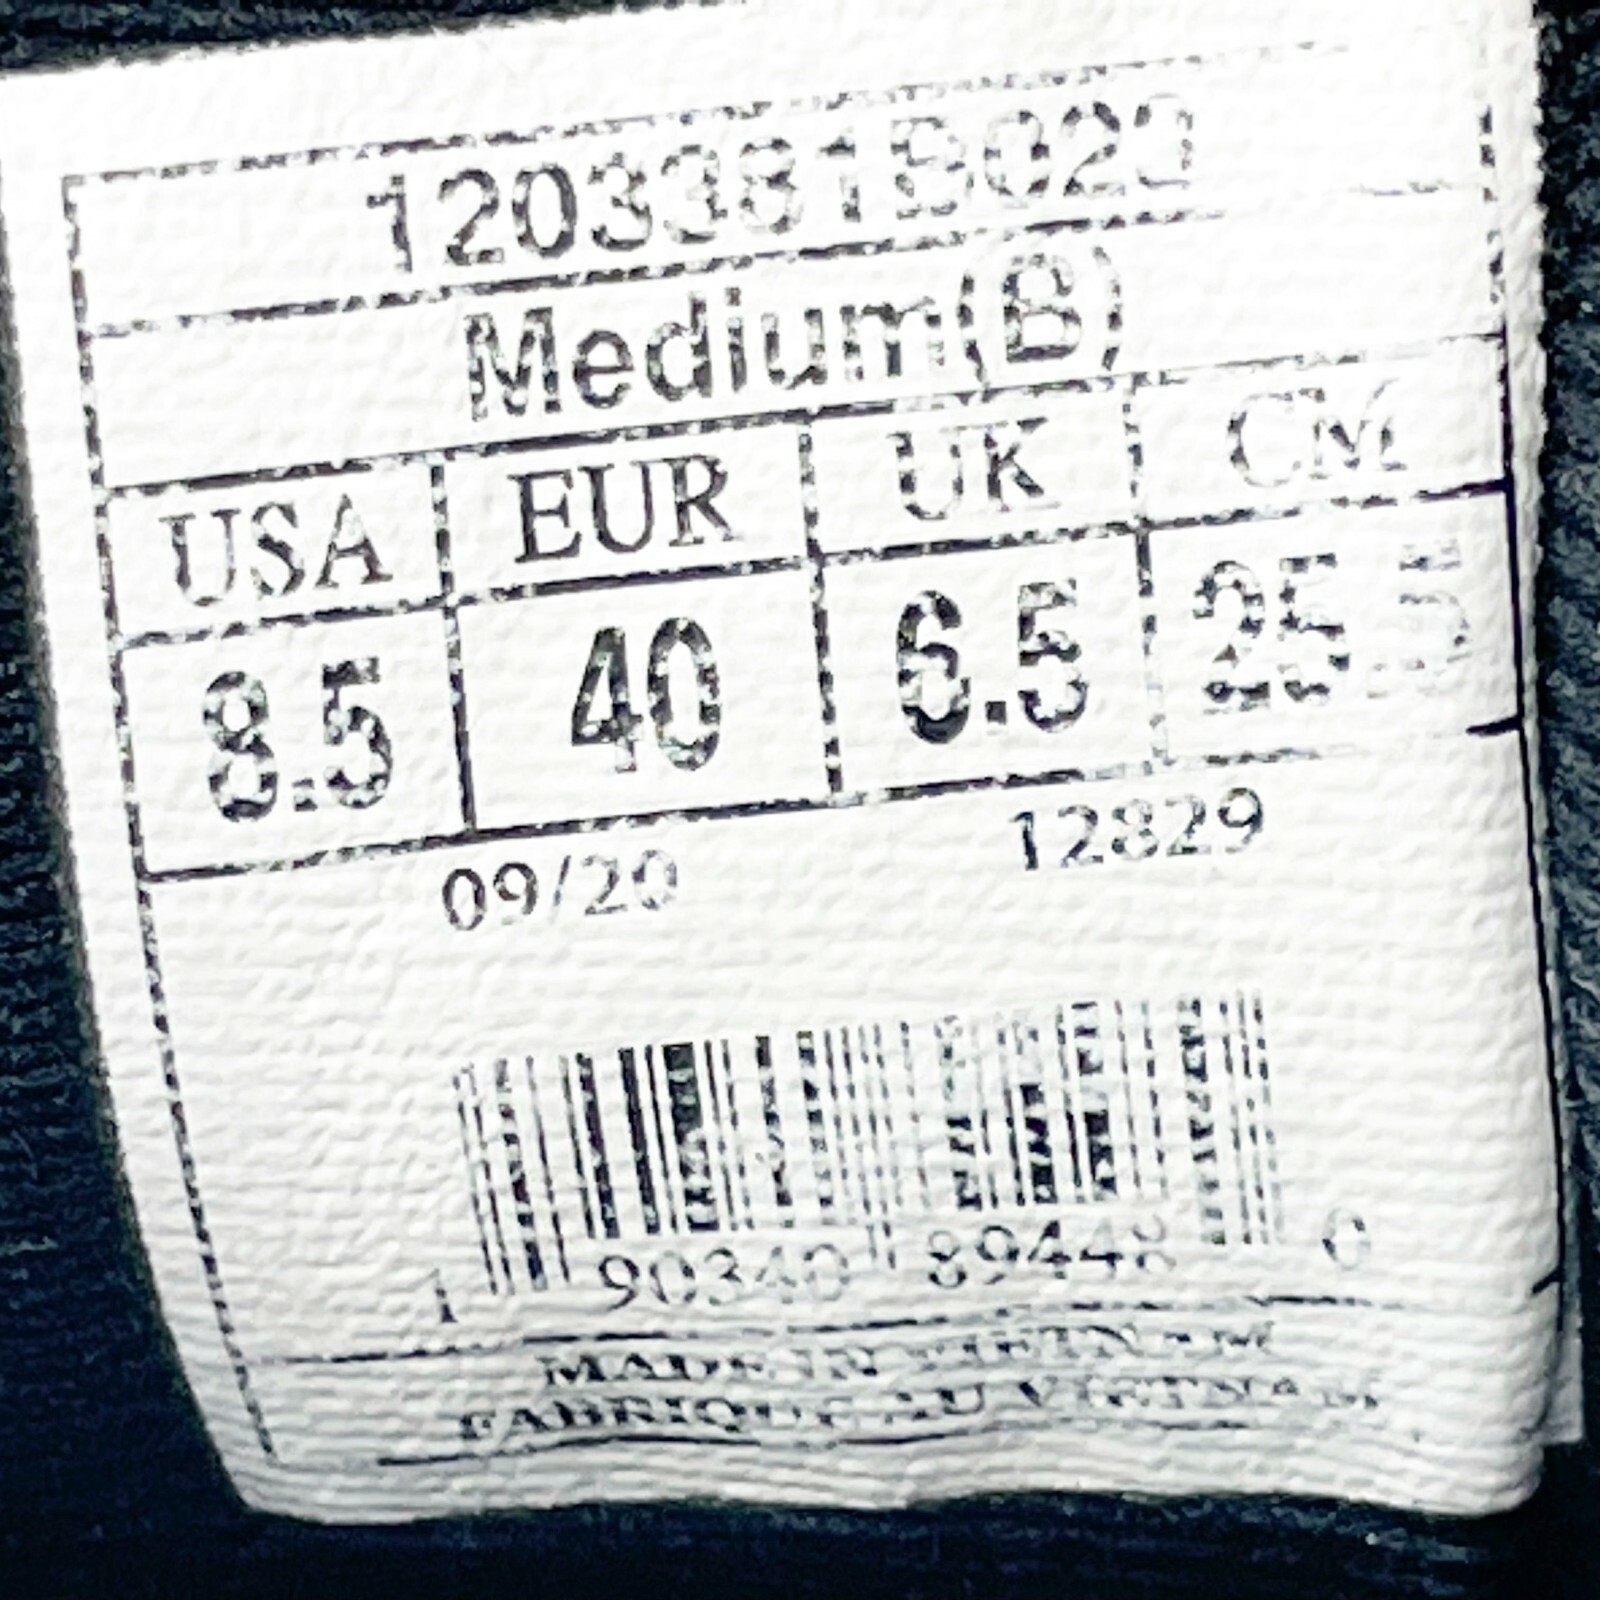 1203381B023
Medium(B)
USA EUR UK CM
8.5 40 6.5 25.5
09/20 12829
1 90340 89448 0
MADE IN VIETNAM
FABRIQUE AU VIETNAM